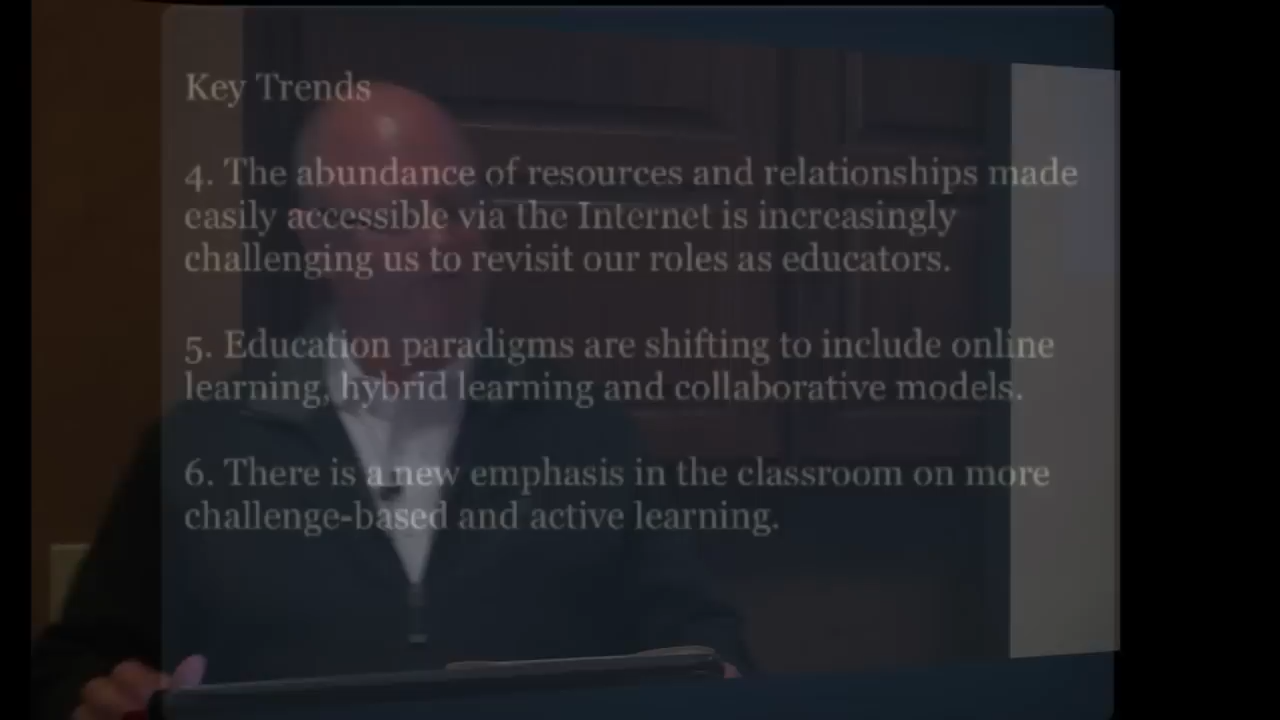 Key Trends
4. The abundance of resources and relationships made
easily accessible via the Internet is increasingly
challenging us to revisit our roles as educators.
5. Education paradigms are shifting to include online
learning, hybrid learning and collaborative models.
6. There is a new emphasis in the classroom on more
challenge-based and active learning.